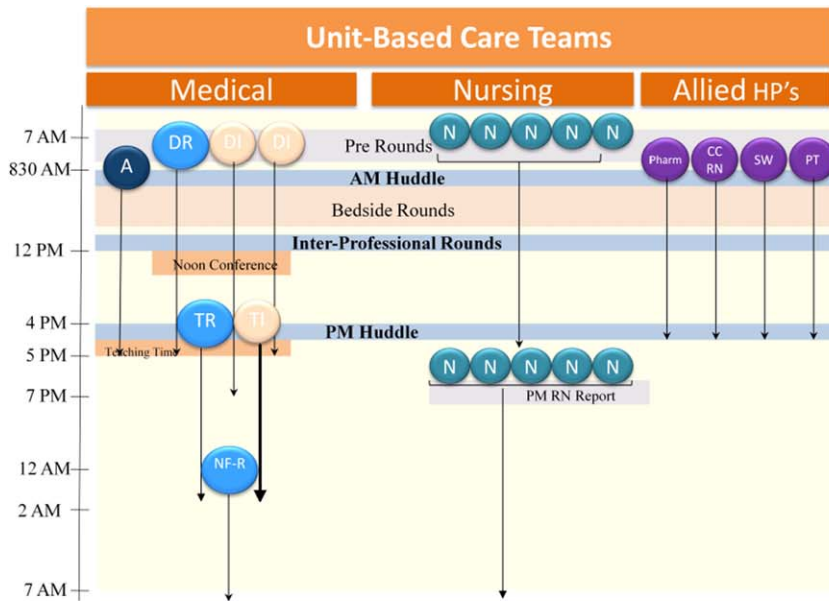 Unit-Based Care Teams
Medical
Nursing
Allied HP's
7 AM
DR
DI
DI
Pre Rounds
N
N
N
N
N
830 AM
A
Pharm
CC
RN
SW
PT
AM Huddle
Bedside Rounds
Inter-Professional Rounds
12 PM
Noon Conference
4 PM
TR
TI
PM Huddle
Teaching Time
5 PM
N
N
N
N
N
7 PM
PM RN Report
12 AM
NF-R
2 AM
7 AM